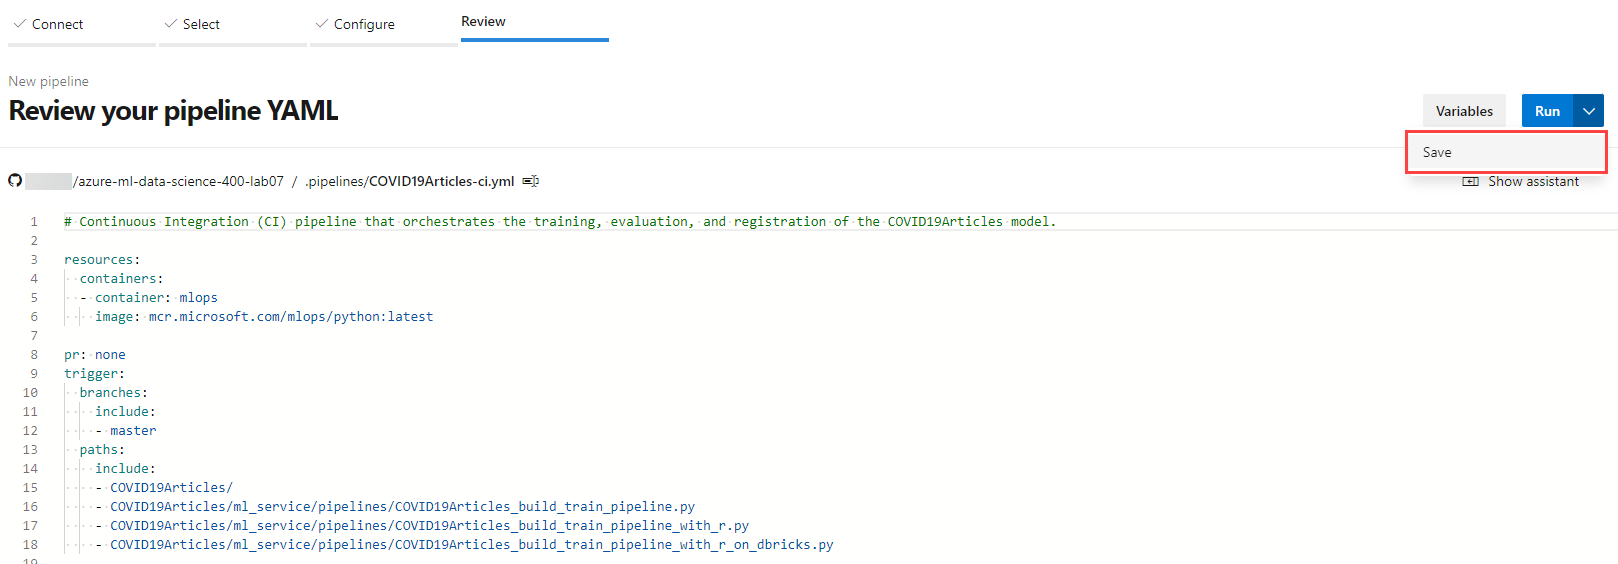 Connect
Select
Configure
Review
New pipeline
Review your pipeline YAML
Variables
Run
Save
/azure-ml-data-science-400-lab07 / .pipelines/COVID19Articles-ci.yml
Show assistant
1 # Continuous Integration (CI) pipeline that orchestrates the training, evaluation, and registration of the COVID19Articles model.
2
3 resources:
4   containers:
5   - container: mlops
6     image: mcr.microsoft.com/mlops/python:latest
7
8 pr: none
9 trigger:
10   branches:
11     include:
12     - master
13   paths:
14     include:
15     - COVID19Articles/
16     - COVID19Articles/ml_service/pipelines/COVID19Articles_build_train_pipeline.py
17     - COVID19Articles/ml_service/pipelines/COVID19Articles_build_train_pipeline_with_r.py
18     - COVID19Articles/ml_service/pipelines/COVID19Articles_build_train_pipeline_with_r_on_dbricks.py
19